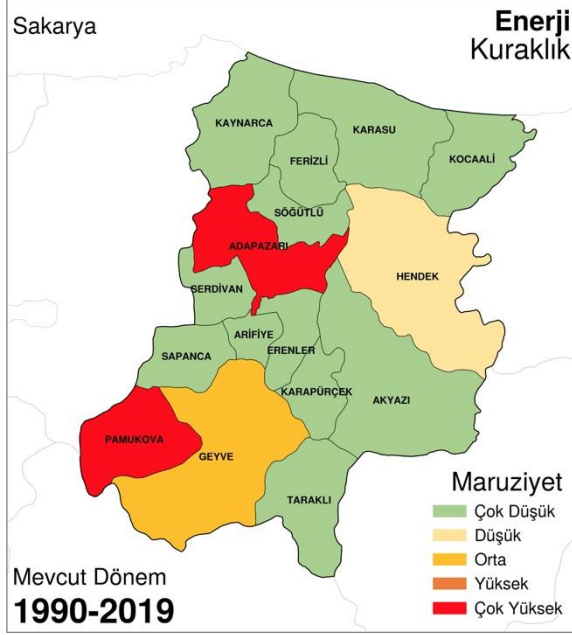 Sakarya
Enerji
Kuraklık
KAYNARCA
KARASU
FERİZLİ
KOCAALİ
SÖĞÜTLÜ
ADAPAZARI
HENDEK
SERDİVAN
ARİFİYE
ERENLER
SAPANCA
KARAPÜRÇEK
AKYAZI
PAMUKOVA
GEYVE
TARAKLI
Maruziyet
Çok Düşük
Düşük
Orta
Yüksek
Çok Yüksek
Mevcut Dönem
1990-2019